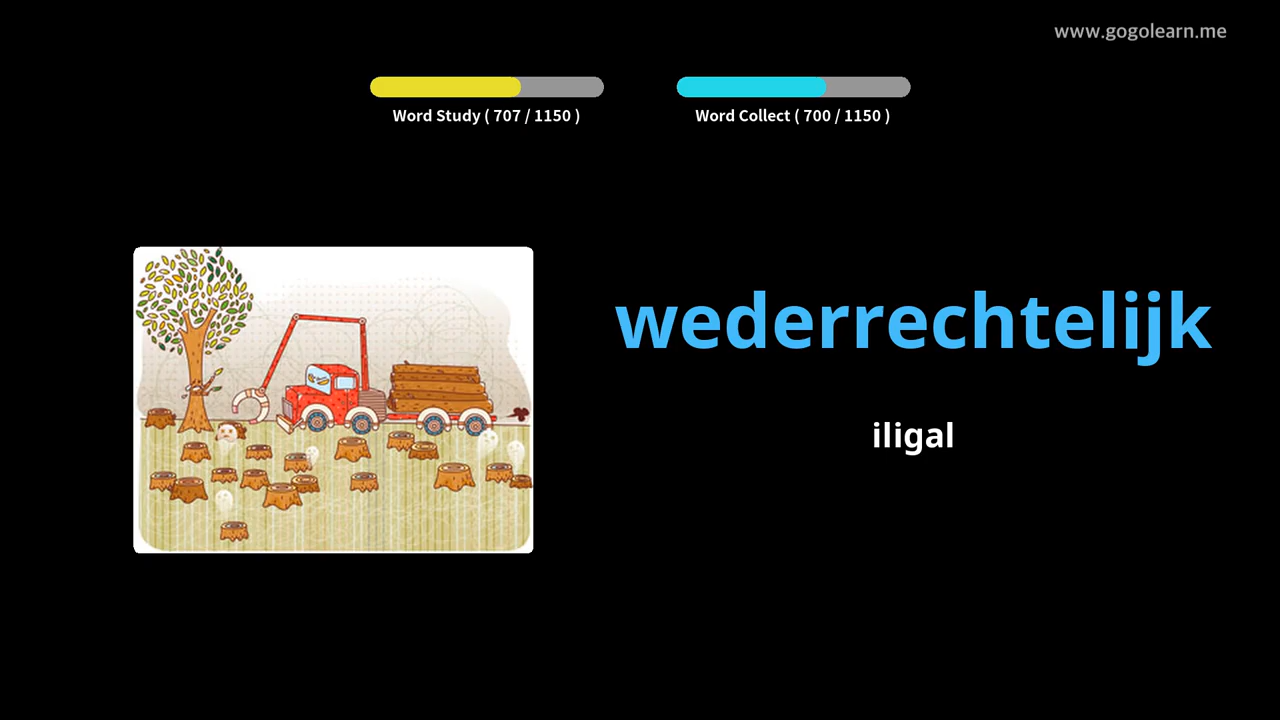 www.gogolearn.me
Word Study ( 707 / 1150 )
Word Collect ( 700 / 1150 )
wederrechtelijk
iligal